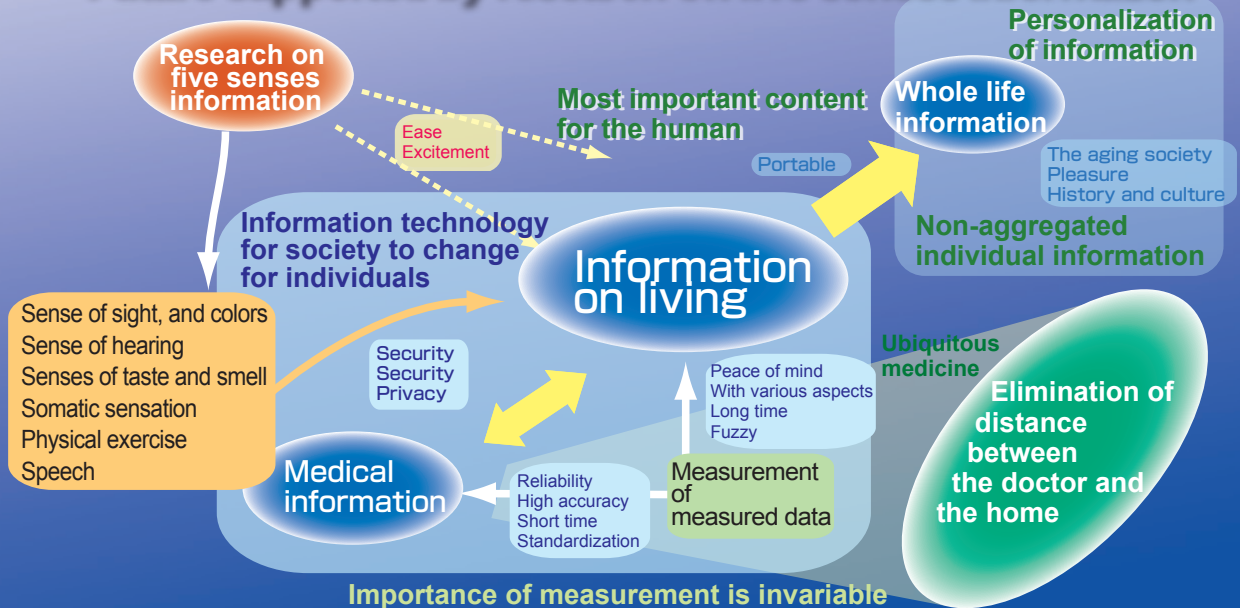 Research on
five senses
information
Personalization
of information
Whole life
information
Most important content
for the human
Ease
Excitement
Portable
The aging society
Pleasure
History and culture
Non-aggregated
individual information
Information technology
for society to change
for individuals
Information
on living
Sense of sight, and colors
Sense of hearing
Senses of taste and smell
Somatic sensation
Physical exercise
Speech
Security
Security
Privacy
Peace of mind
With various aspects
Long time
Fuzzy
Ubiquitous
medicine
Elimination of
distance
between
the doctor and
the home
Medical
information
Reliability
High accuracy
Short time
Standardization
Measurement
of
measured data
Importance of measurement is invariable